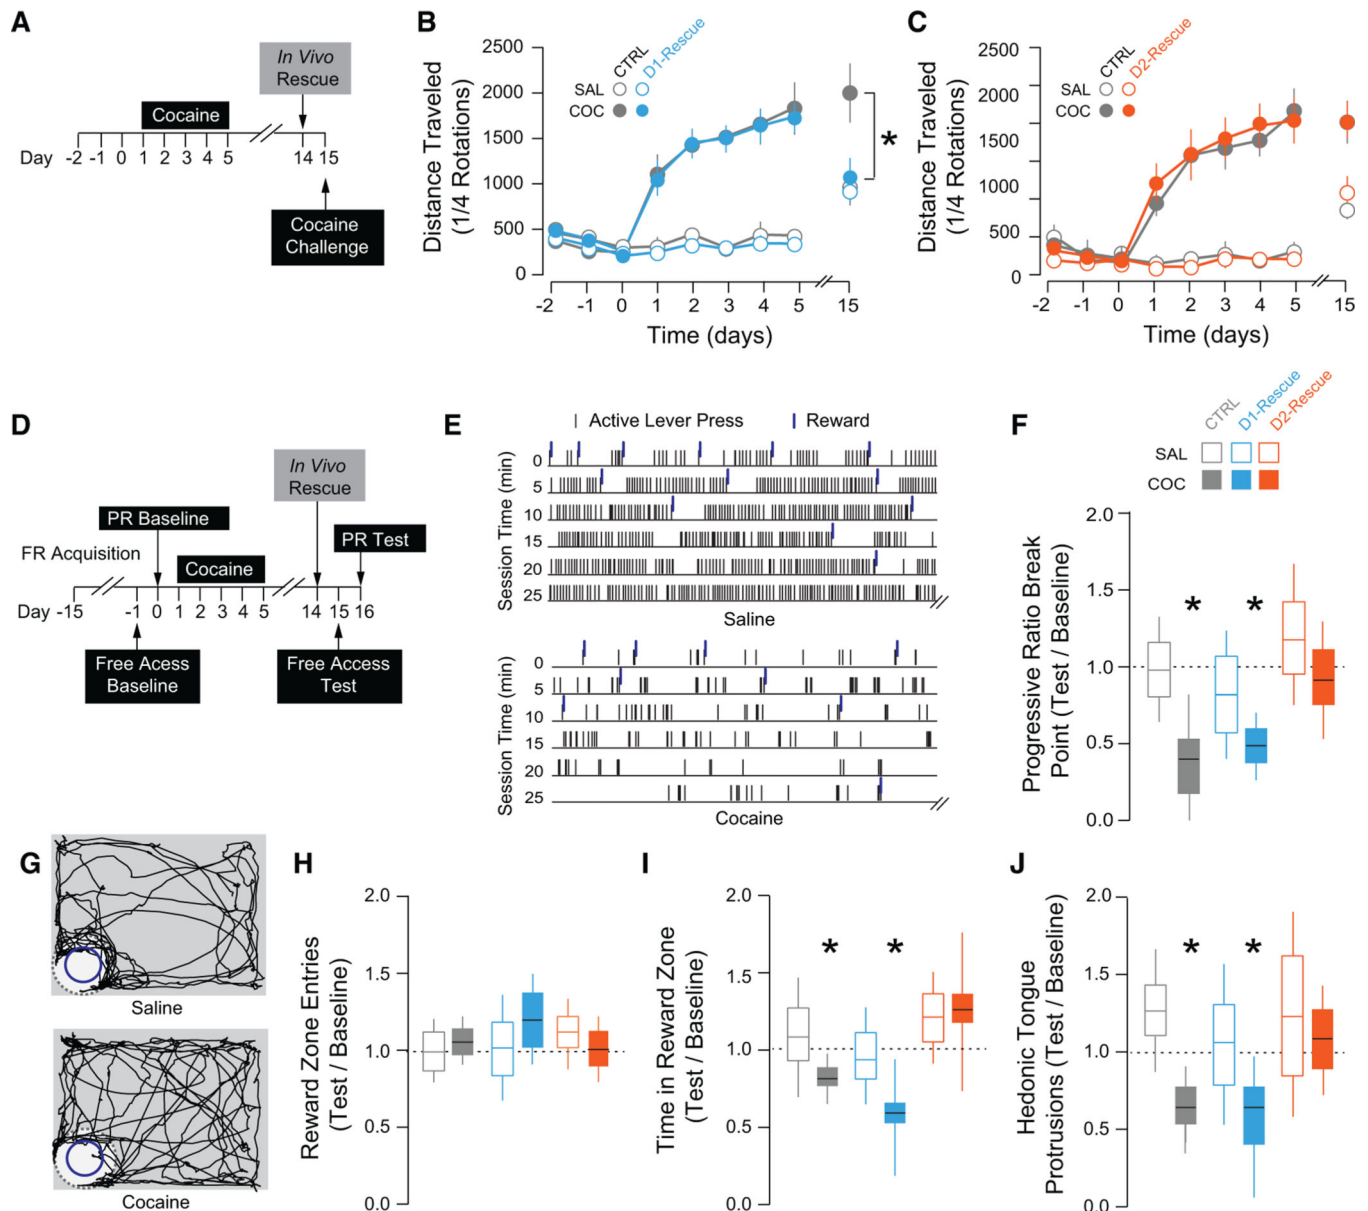 A
In Vivo
Rescue
Cocaine
Day
-2 -1 0 1 2 3 4 5 14 15
Cocaine
Challenge
B
CTRL
D1-Rescue
SAL
COC
2500
2000
1500
1000
500
0
*
-2 -1 0 1 2 3 4 5 15
Distance Traveled
(1/4 Rotations)
Time (days)
C
CTRL
D2-Rescue
SAL
COC
2500
2000
1500
1000
500
0
-2 -1 0 1 2 3 4 5 15
Distance Traveled
(1/4 Rotations)
Time (days)
D
In Vivo
Rescue
PR Baseline
PR Test
FR Acquisition
Cocaine
Day -15 -1 0 1 2 3 4 5 14 15 16
Free Acess
Baseline
Free Access
Test
E
Active Lever Press
Reward
Session Time (min)
0
5
10
15
20
25
Saline
Session Time (min)
0
5
10
15
20
25
Cocaine
F
CTRL
D1-Rescue
D2-Rescue
SAL
COC
Progressive Ratio Break
Point (Test / Baseline)
2.0
1.5
1.0
0.5
0.0
* *
G
Saline
Cocaine
H
Reward Zone Entries
(Test / Baseline)
2.0
1.5
1.0
0.5
0.0
I
Time in Reward Zone
(Test / Baseline)
2.0
1.5
1.0
0.5
0.0
* *
J
Hedonic Tongue
Protrusions (Test / Baseline)
2.0
1.5
1.0
0.5
0.0
* *